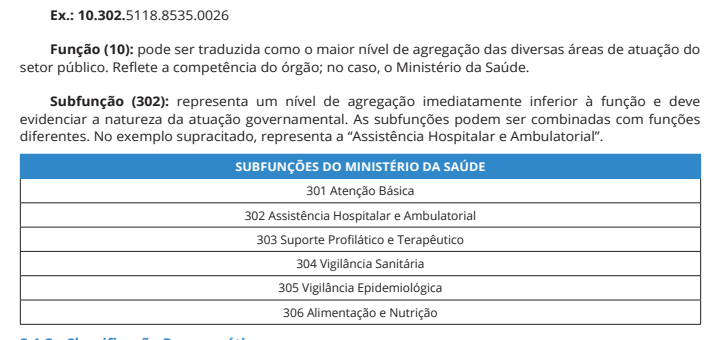 Ex.: 10.302.5118.8535.0026
Função (10): pode ser traduzida como o maior nível de agregação das diversas áreas de atuação do
setor público. Reflete a competência do órgão; no caso, o Ministério da Saúde.
Subfunção (302): representa um nível de agregação imediatamente inferior à função e deve
evidenciar a natureza da atuação governamental. As subfunções podem ser combinadas com funções
diferentes. No exemplo supracitado, representa a “Assistência Hospitalar e Ambulatorial”.
SUBFUNÇÕES DO MINISTÉRIO DA SAÚDE
301 Atenção Básica
302 Assistência Hospitalar e Ambulatorial
303 Suporte Profilático e Terapêutico
304 Vigilância Sanitária
305 Vigilância Epidemiológica
306 Alimentação e Nutrição